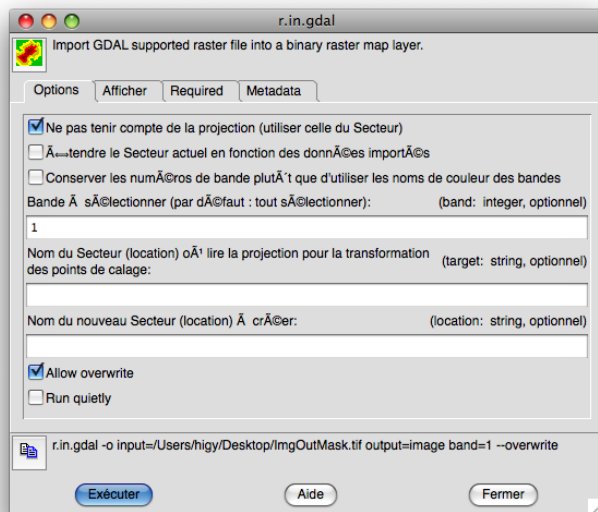 r.in.gdal
Import GDAL supported raster file into a binary raster map layer.
Options Afficher Required Metadata
Ne pas tenir compte de la projection (utiliser celle du Secteur)
Ã⟷tendre le Secteur actuel en fonction des donnÃ©es importÃ©s
Conserver les numÃ©ros de bande plutÃ´t que d'utiliser les noms de couleur des bandes
Bande Ã  sÃ©lectionner (par dÃ©faut : tout sÃ©lectionner): (band: integer, optionnel)
1
Nom du Secteur (location) oÃ¹ lire la projection pour la transformation
des points de calage: (target: string, optionnel)
Nom du nouveau Secteur (location) Ã  crÃ©er: (location: string, optionnel)
Allow overwrite
Run quietly
r.in.gdal -o input=/Users/higy/Desktop/ImgOutMask.tif output=image band=1 --overwrite
Exécuter Aide Fermer